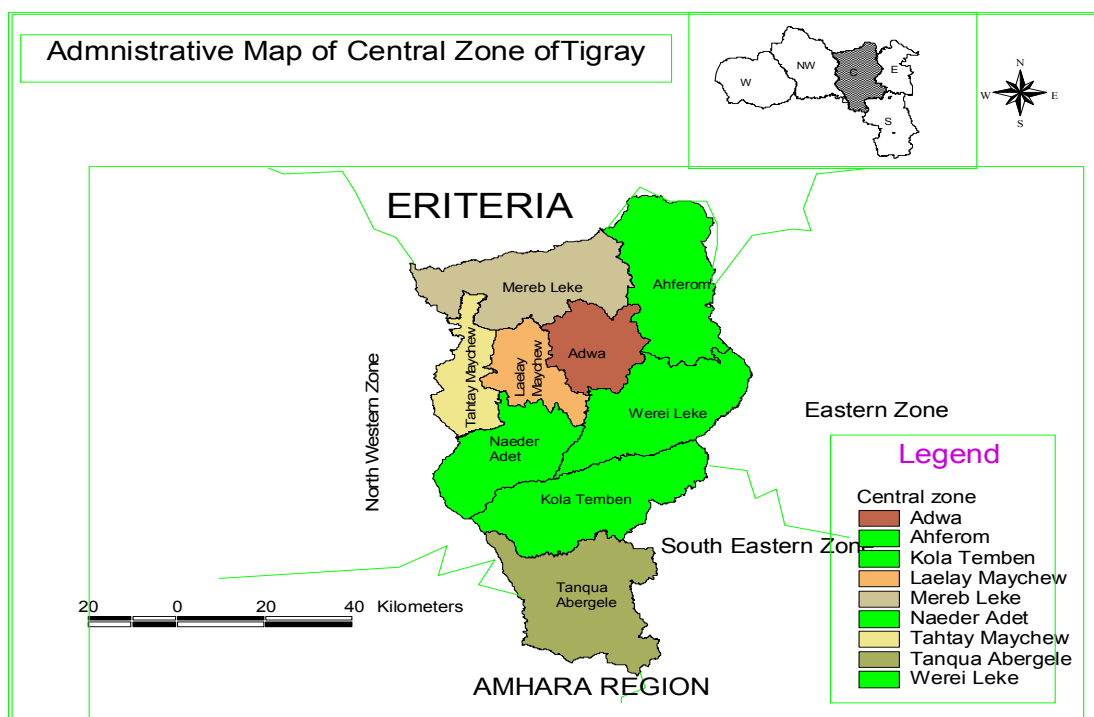 Admnistrative Map of Central Zone ofTigray
W
NW
C
E
S
N
W
E
S
ERITERIA
Mereb Leke
Ahferom
Tahtay Maychew
Laelay
Maychew
Adwa
North Western Zone
Werei Leke
Eastern Zone
Naeder
Adet
Kola Temben
South Eastern Zone
Tanqua
Abergele
20 0 20 40 Kilometers
AMHARA REGION
Legend
Central zone
Adwa
Ahferom
Kola Temben
Laelay Maychew
Mereb Leke
Naeder Adet
Tahtay Maychew
Tanqua Abergele
Werei Leke